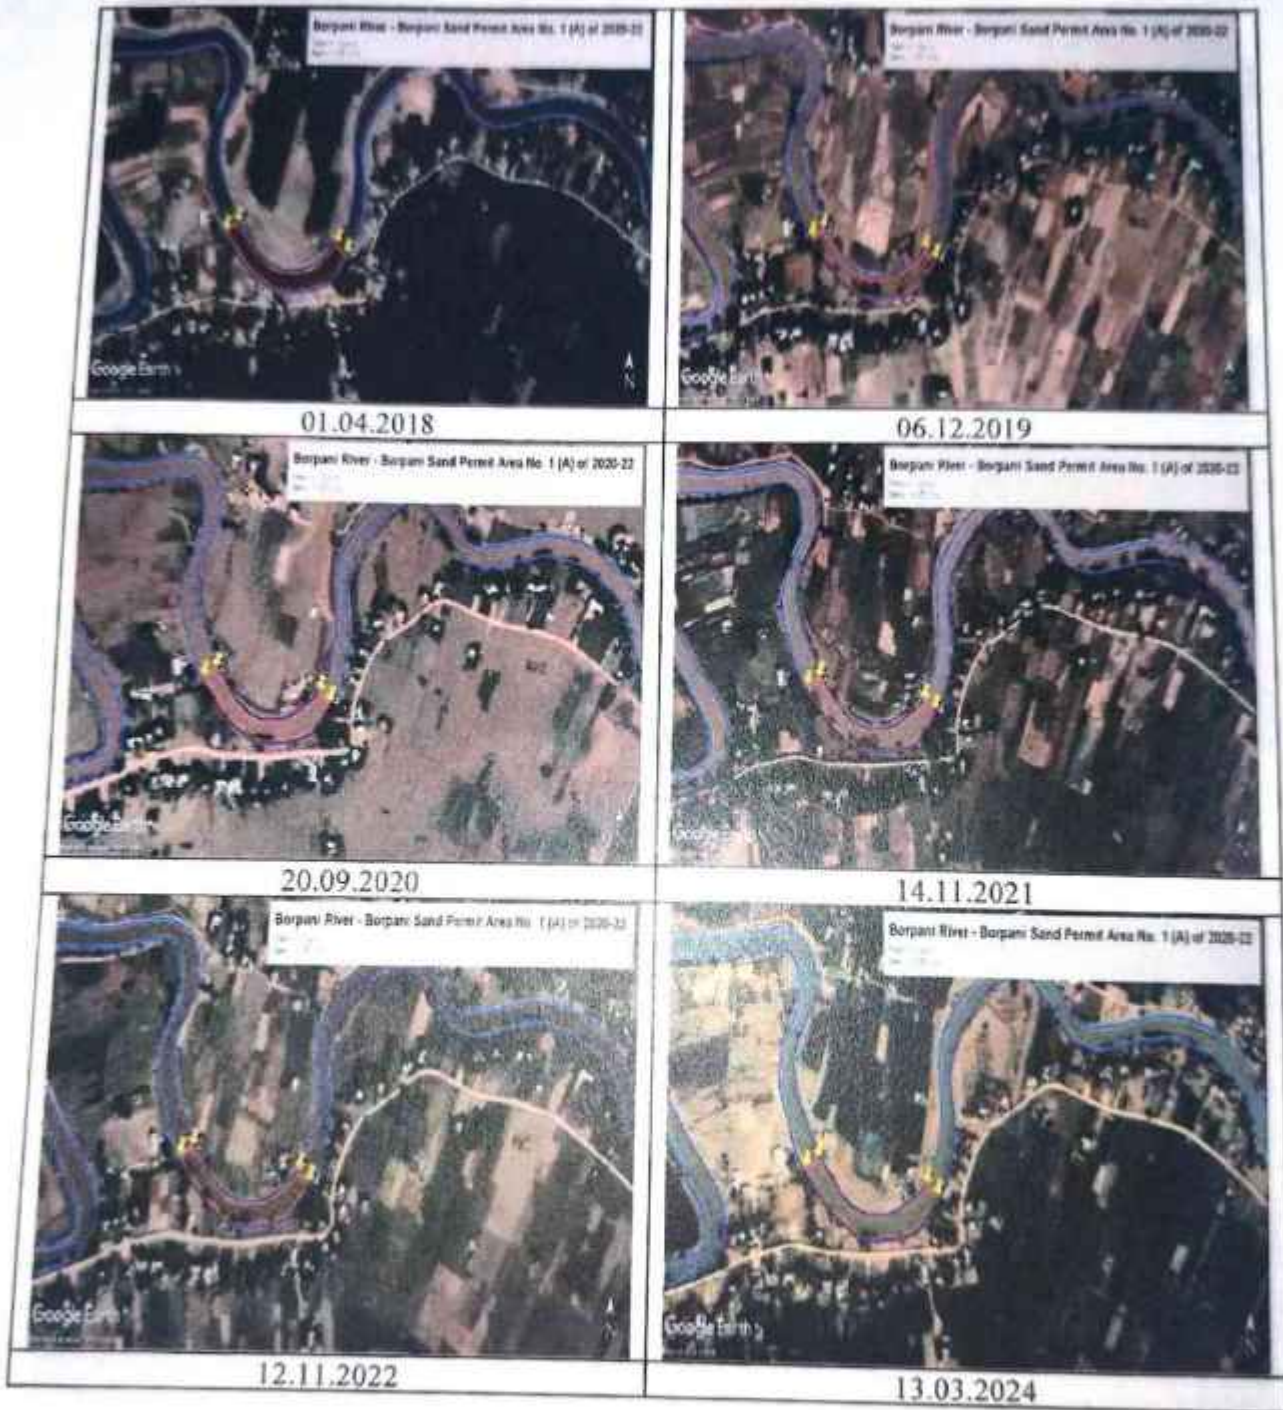 Borpani River - Borpani Sand Permit Area No. 1 (A) of 2020-22
Google Earth
N
01.04.2018
Borpani River - Borpani Sand Permit Area No. 1 (A) of 2020-22
Google Earth
06.12.2019
Borpani River - Borpani Sand Permit Area No. 1 (A) of 2020-22
Google Earth
20.09.2020
Borpani River - Borpani Sand Permit Area No. 1 (A) of 2020-22
Google Earth
14.11.2021
Borpani River - Borpani Sand Permit Area No. 1 (A) of 2020-22
Google Earth
N
12.11.2022
Borpani River - Borpani Sand Permit Area No. 1 (A) of 2020-22
Google Earth
N
13.03.2024